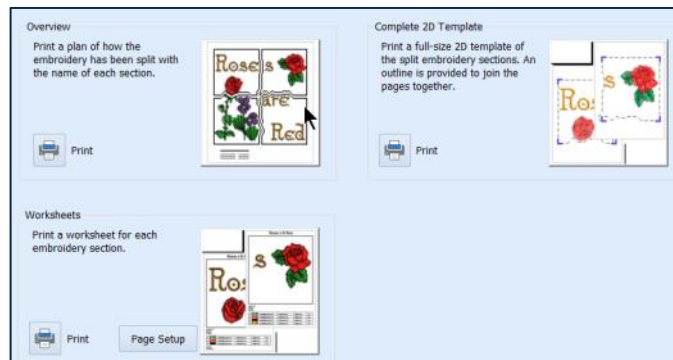 Overview
Print a plan of how the
embroidery has been split with
the name of each section.
Roses
are
Red
Print
Complete 2D Template
Print a full-size 2D template of
the split embroidery sections. An
outline is provided to join the
pages together.
Ros
s
Print
Worksheets
Print a worksheet for each
embroidery section.
Ro
s
Print
Page Setup